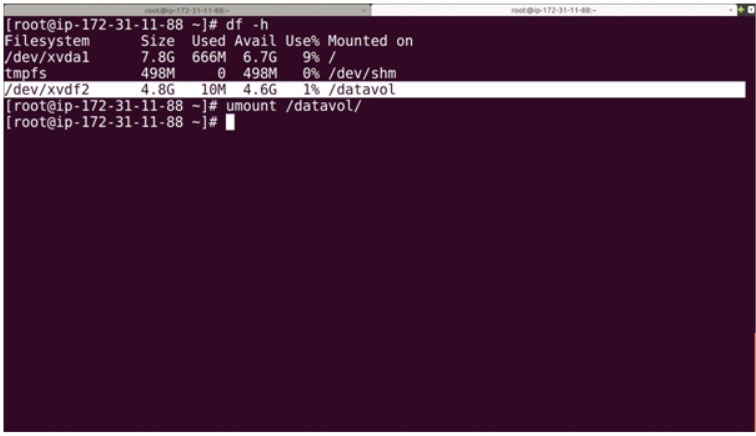 root@ip-172-31-11-88:~ × root@ip-172-31-11-88:~ ×
[root@ip-172-31-11-88 ~]# df -h
Filesystem      Size  Used Avail Use% Mounted on
/dev/xvda1      7.8G  666M  6.7G   9% /
tmpfs           498M     0  498M   0% /dev/shm
/dev/xvdf2      4.8G   10M  4.6G   1% /datavol
[root@ip-172-31-11-88 ~]# umount /datavol/
[root@ip-172-31-11-88 ~]#